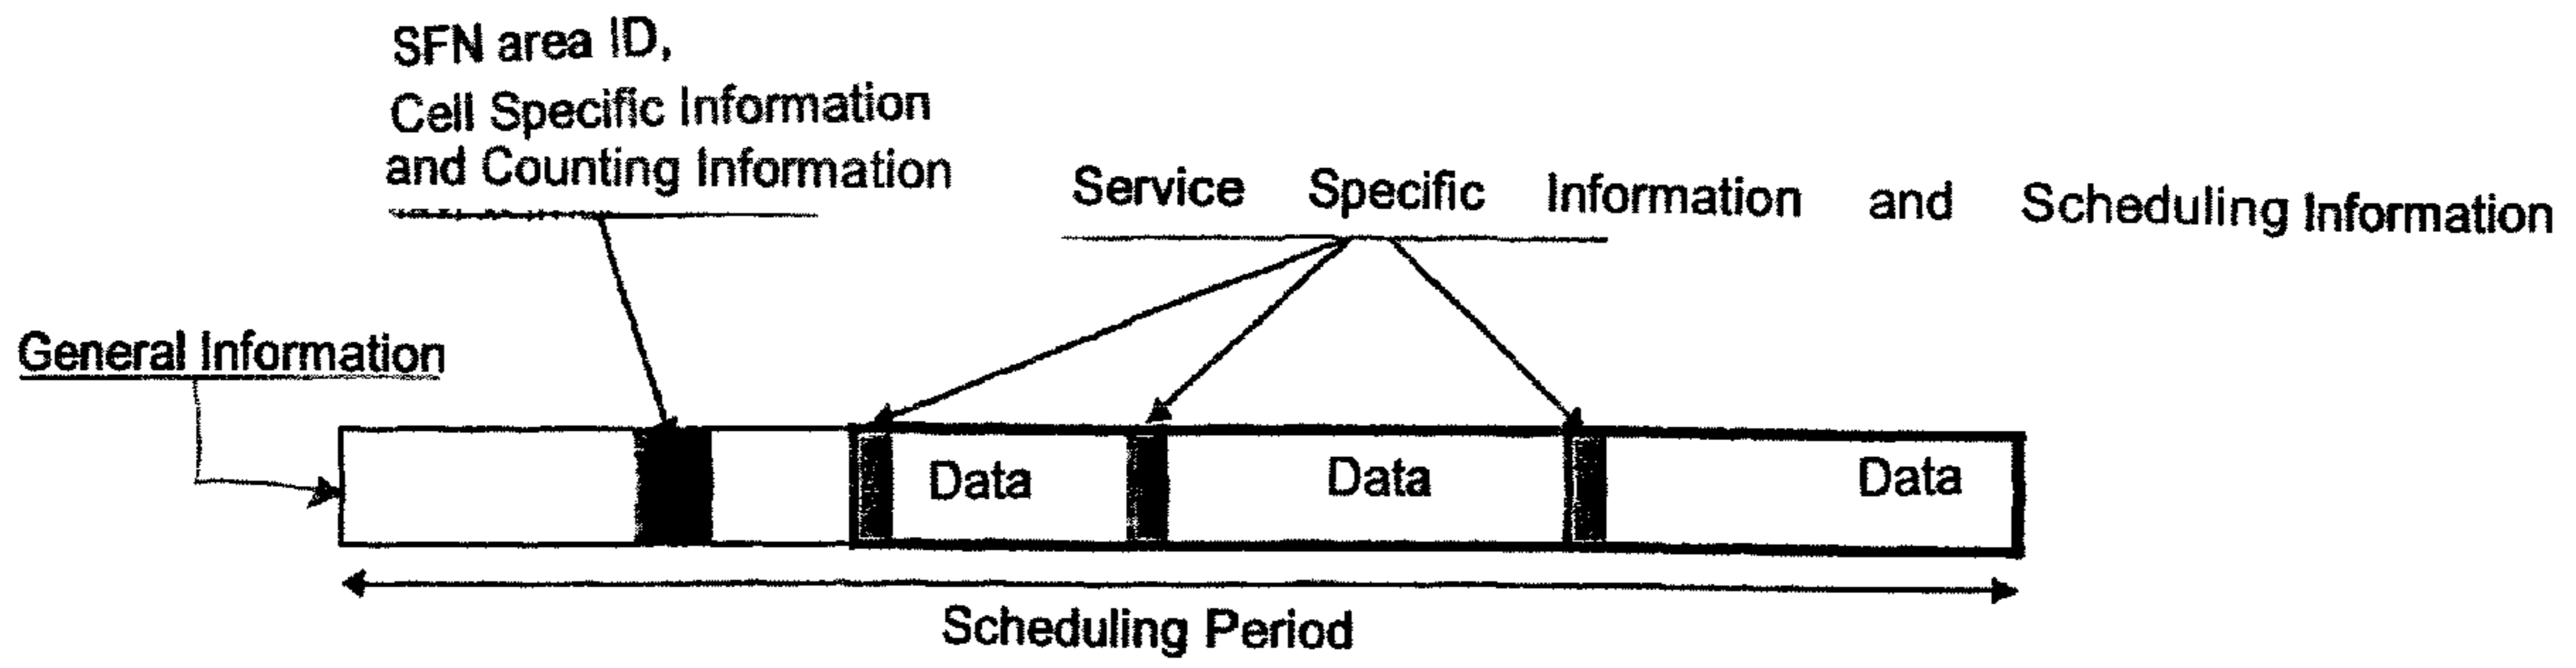 SFN area ID,
Cell Specific Information
and Counting Information
Service Specific Information and Scheduling Information
General Information
Data Data Data
Scheduling Period